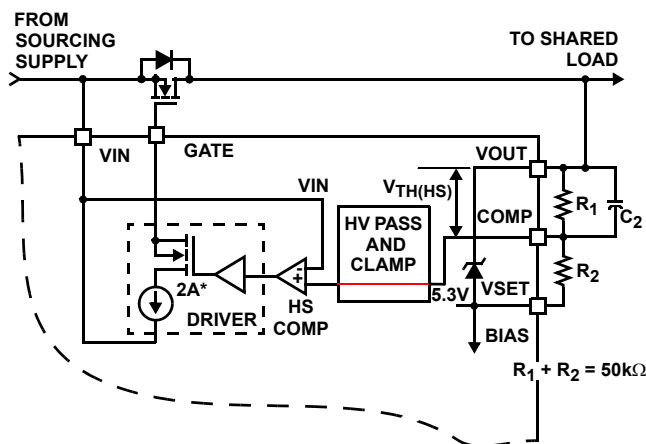 FROM
SOURCING
SUPPLY
TO SHARED
LOAD
VIN
GATE
VOUT
VIN
V_TH(HS)
HV PASS
AND
CLAMP
COMP
R1
C2
R2
2A*
DRIVER
HS
COMP
5.3V
VSET
BIAS
R1 + R2 = 50kΩ